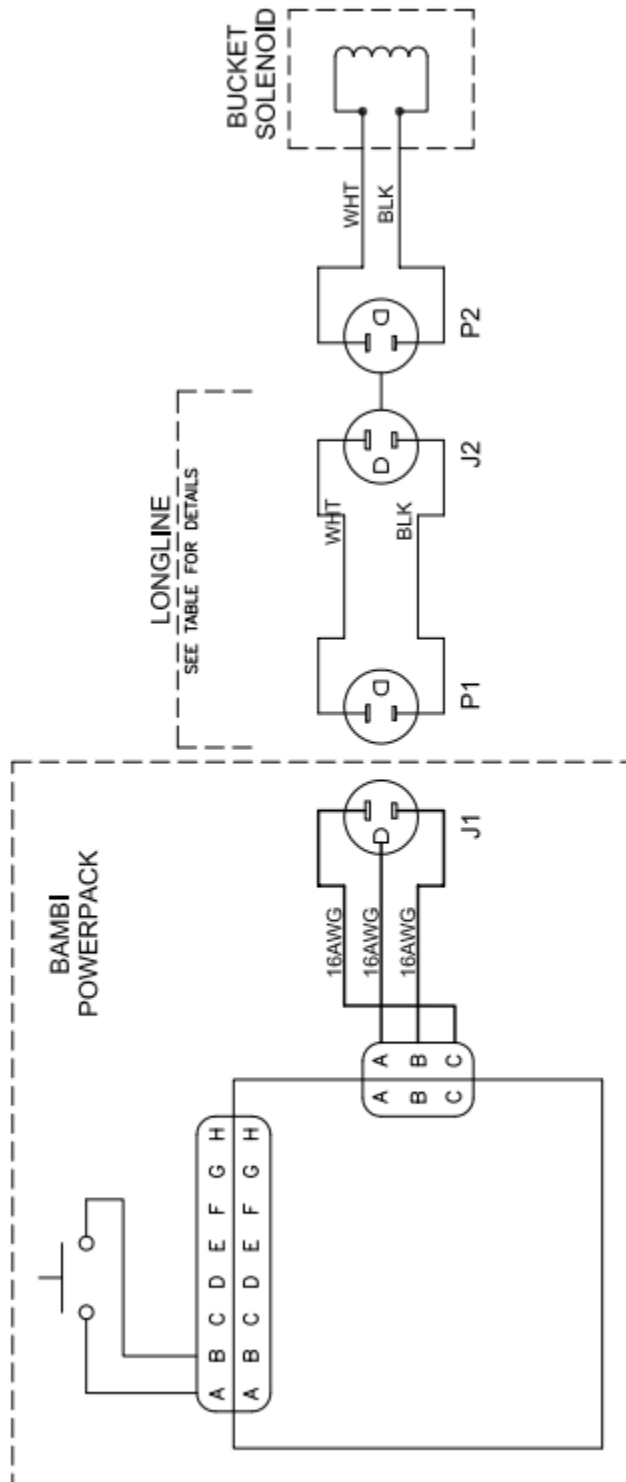 BAMBI
POWERPACK
LONGLINE
SEE TABLE FOR DETAILS
BUCKET
SOLENOID
A B C D E F G H
A B C D E F G H
A A
B B
C C
16AWG
16AWG
16AWG
J1
P1
WHT
BLK
J2
P2
WHT
BLK